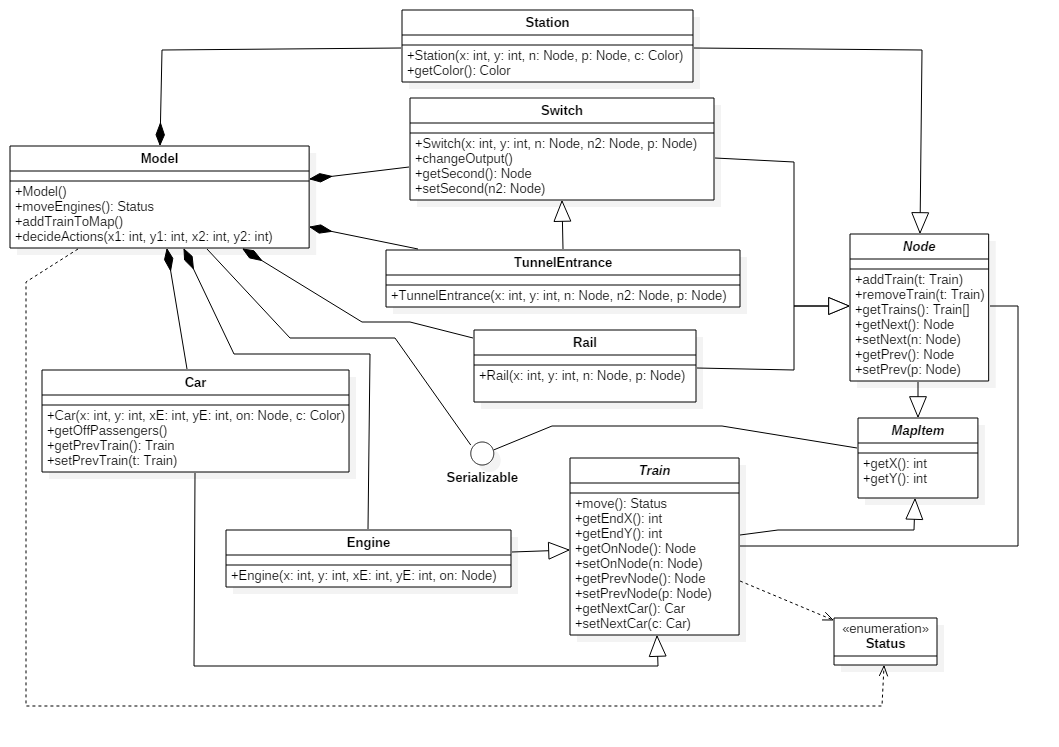 Station
+Station(x: int, y: int, n: Node, p: Node, c: Color)
+getColor(): Color
Switch
+Switch(x: int, y: int, n: Node, n2: Node, p: Node)
+changeOutput()
+getSecond(): Node
+setSecond(n2: Node)
Model
+Model()
+moveEngines(): Status
+addTrainToMap()
+decideActions(x1: int, y1: int, x2: int, y2: int)
TunnelEntrance
+TunnelEntrance(x: int, y: int, n: Node, n2: Node, p: Node)
Node
+addTrain(t: Train)
+removeTrain(t: Train)
+getTrains(): Train[]
+getNext(): Node
+setNext(n: Node)
+getPrev(): Node
+setPrev(p: Node)
Rail
+Rail(x: int, y: int, n: Node, p: Node)
Car
+Car(x: int, y: int, xE: int, yE: int, on: Node, c: Color)
+getOffPassengers()
+getPrevTrain(): Train
+setPrevTrain(t: Train)
Serializable
MapItem
+getX(): int
+getY(): int
Train
+move(): Status
+getEndX(): int
+getEndY(): int
+getOnNode(): Node
+setOnNode(n: Node)
+getPrevNode(): Node
+setPrevNode(p: Node)
+getNextCar(): Car
+setNextCar(c: Car)
Engine
+Engine(x: int, y: int, xE: int, yE: int, on: Node)
«enumeration»
Status